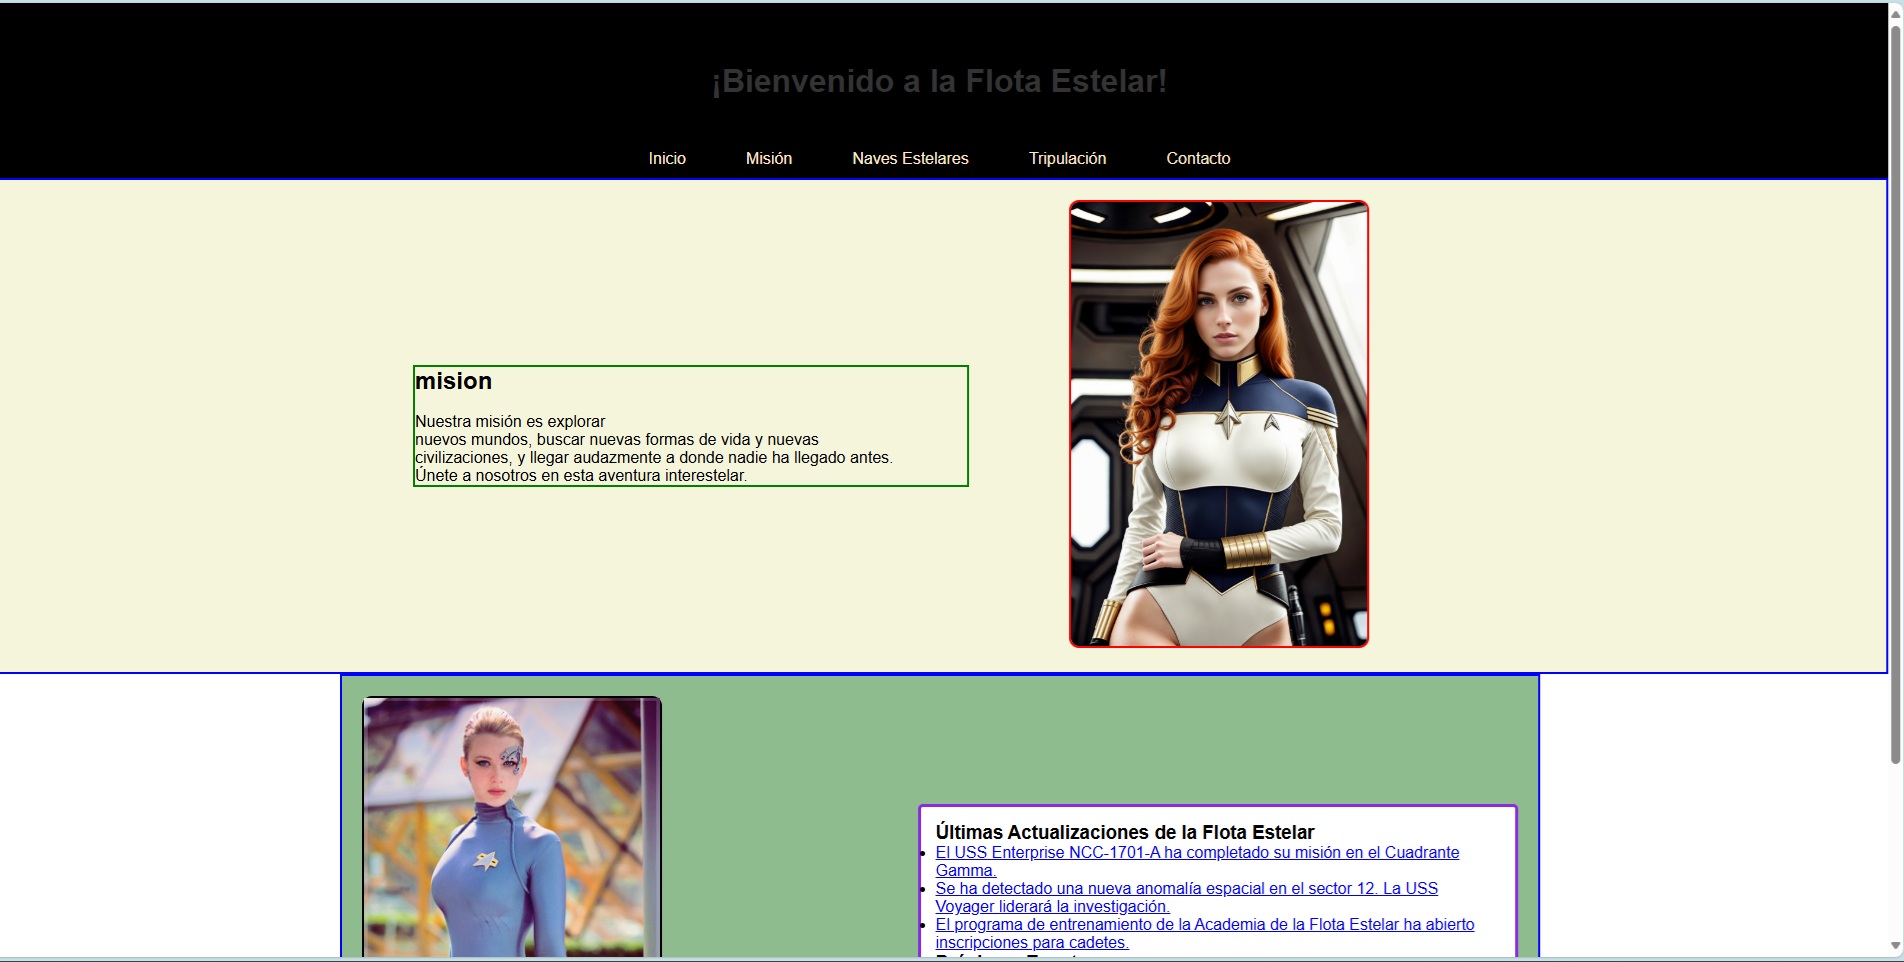 ¡Bienvenido a la Flota Estelar!
Inicio Misión Naves Estelares Tripulación Contacto
mision
Nuestra misión es explorar
nuevos mundos, buscar nuevas formas de vida y nuevas
civilizaciones, y llegar audazmente a donde nadie ha llegado antes.
Únete a nosotros en esta aventura interestelar.
Últimas Actualizaciones de la Flota Estelar
El USS Enterprise NCC-1701-A ha completado su misión en el Cuadrante
Gamma.
Se ha detectado una nueva anomalía espacial en el sector 12. La USS
Voyager liderará la investigación.
El programa de entrenamiento de la Academia de la Flota Estelar ha abierto
inscripciones para cadetes.